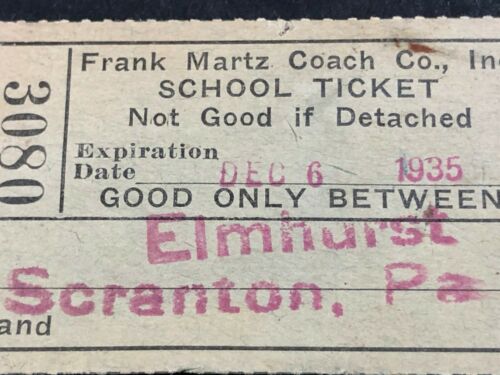 3080
Frank Martz Coach Co., Inc
SCHOOL TICKET
Not Good if Detached
Expiration
Date DEC 6 1935
GOOD ONLY BETWEEN
Elmhurst
Scranton, Pa
and